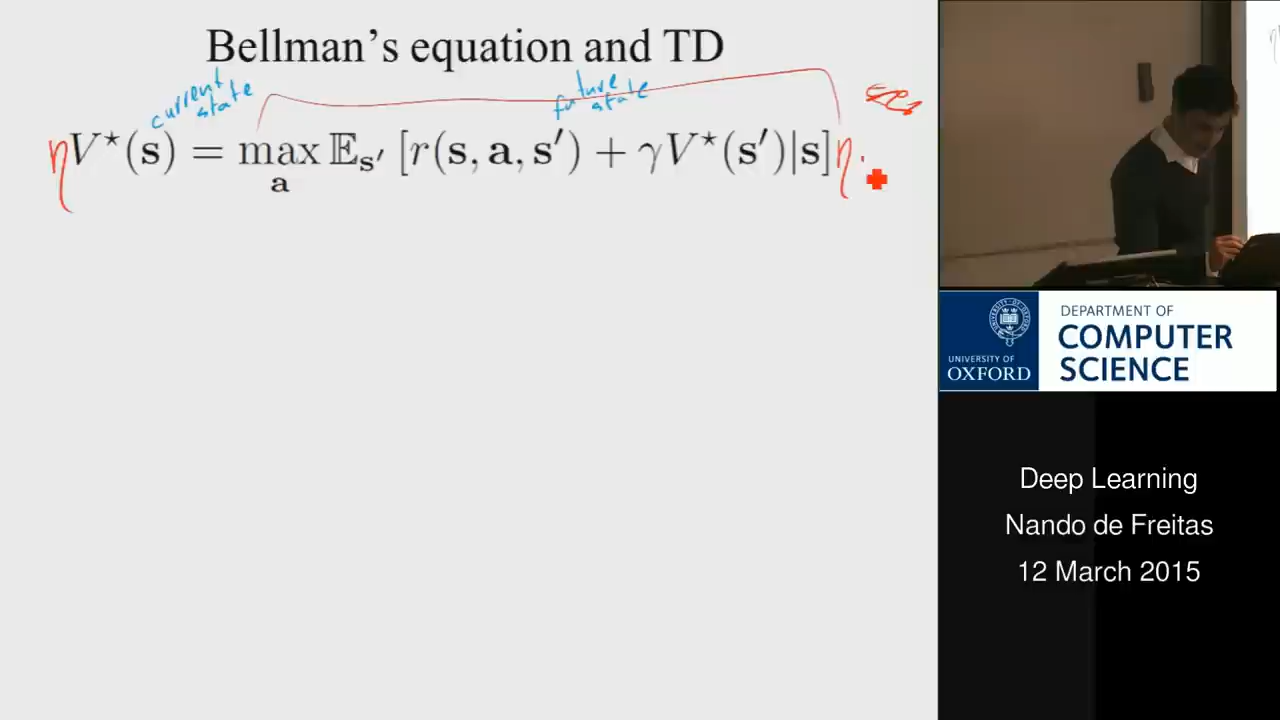 Bellman's equation and TD
current state
future state
ηV*(s) = max_a 𝔼_s′ [r(s, a, s′) + γV*(s′)|s]η
UNIVERSITY OF
OXFORD
DEPARTMENT OF
COMPUTER
SCIENCE
Deep Learning
Nando de Freitas
12 March 2015